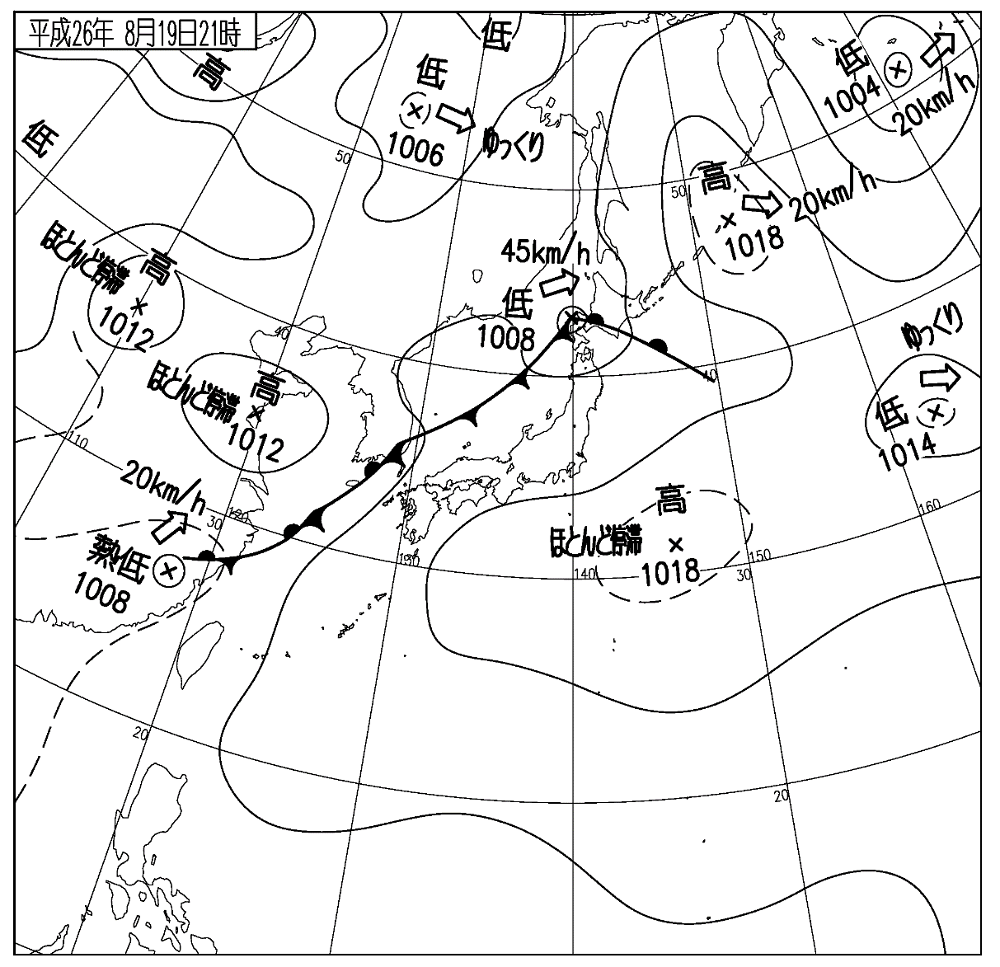 平成26年 8月19日21時
低
高
低
1006
ゆっくり
低
1004
20km/h
低
50
高
20km/h
1018
50
ほとんど停滞
高
1012
45km/h
低
1008
40
ほとんど停滞
高
1012
ゆっくり
低
1014
40
110
20km/h
30
120
熱低
1008
高
ほとんど停滞
1018
160
130
140
150
30
20
20